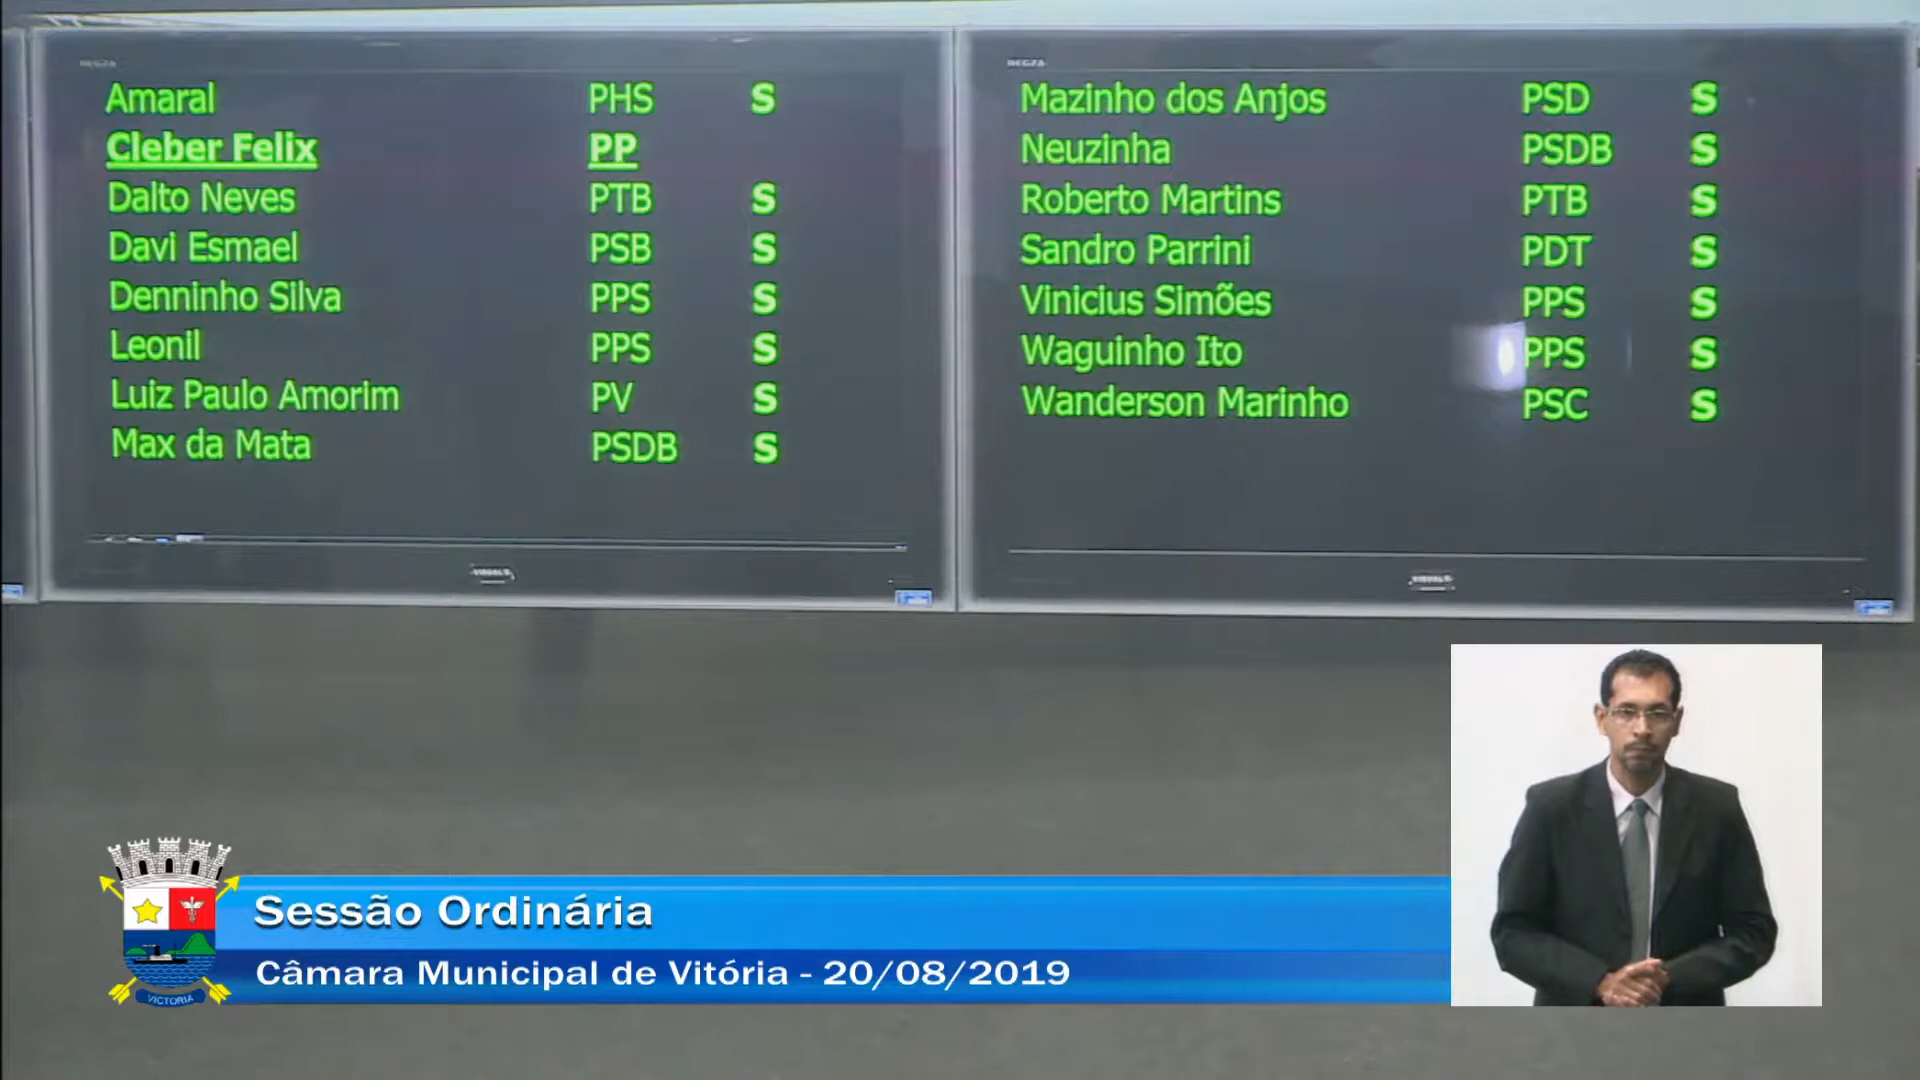 REGZA
Amaral PHS S
Cleber Felix PP
Dalto Neves PTB S
Davi Esmael PSB S
Denninho Silva PPS S
Leonil PPS S
Luiz Paulo Amorim PV S
Max da Mata PSDB S
REGZA
Mazinho dos Anjos PSD S
Neuzinha PSDB S
Roberto Martins PTB S
Sandro Parrini PDT S
Vinicius Simões PPS S
Waguinho Ito PPS S
Wanderson Marinho PSC S
VICTORIA
Sessão Ordinária
Câmara Municipal de Vitória - 20/08/2019